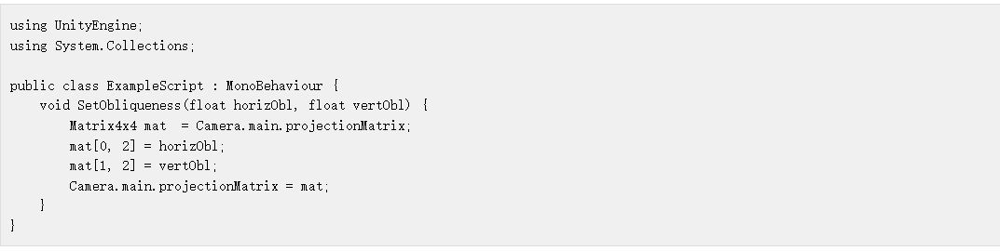 using UnityEngine;
using System.Collections;

public class ExampleScript : MonoBehaviour {
    void SetObliqueness(float horizObl, float vertObl) {
        Matrix4x4 mat  = Camera.main.projectionMatrix;
        mat[0, 2] = horizObl;
        mat[1, 2] = vertObl;
        Camera.main.projectionMatrix = mat;
    }
}